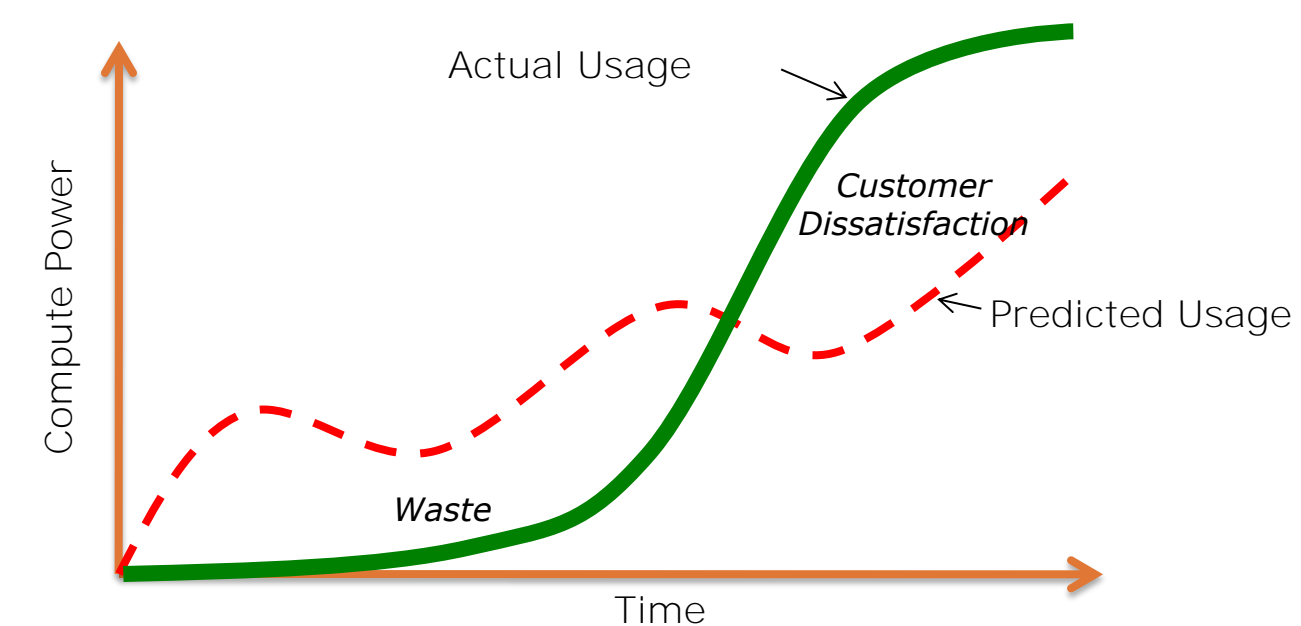 Actual Usage
Compute Power
Customer
Dissatisfaction
Predicted Usage
Waste
Time